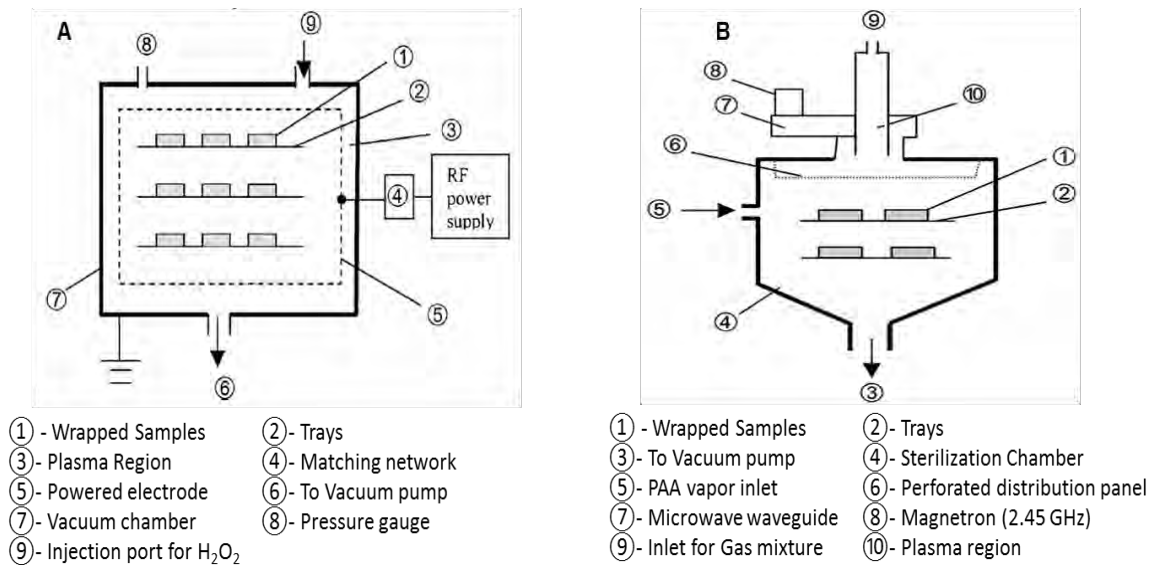 A
⑧
⑨
①
②
③
RF
power
supply
④
⑦
⑤
⑥
① - Wrapped Samples
②- Trays
③- Plasma Region
④- Matching network
⑤- Powered electrode
⑥- To Vacuum pump
⑦- Vacuum chamber
⑧- Pressure gauge
⑨- Injection port for H₂O₂
B
⑨
⑧
⑦
⑩
⑥
①
②
⑤
④
③
① - Wrapped Samples
②- Trays
③- To Vacuum pump
④- Sterilization Chamber
⑤- PAA vapor inlet
⑥- Perforated distribution panel
⑦- Microwave waveguide
⑧- Magnetron (2.45 GHz)
⑨- Inlet for Gas mixture
⑩- Plasma region